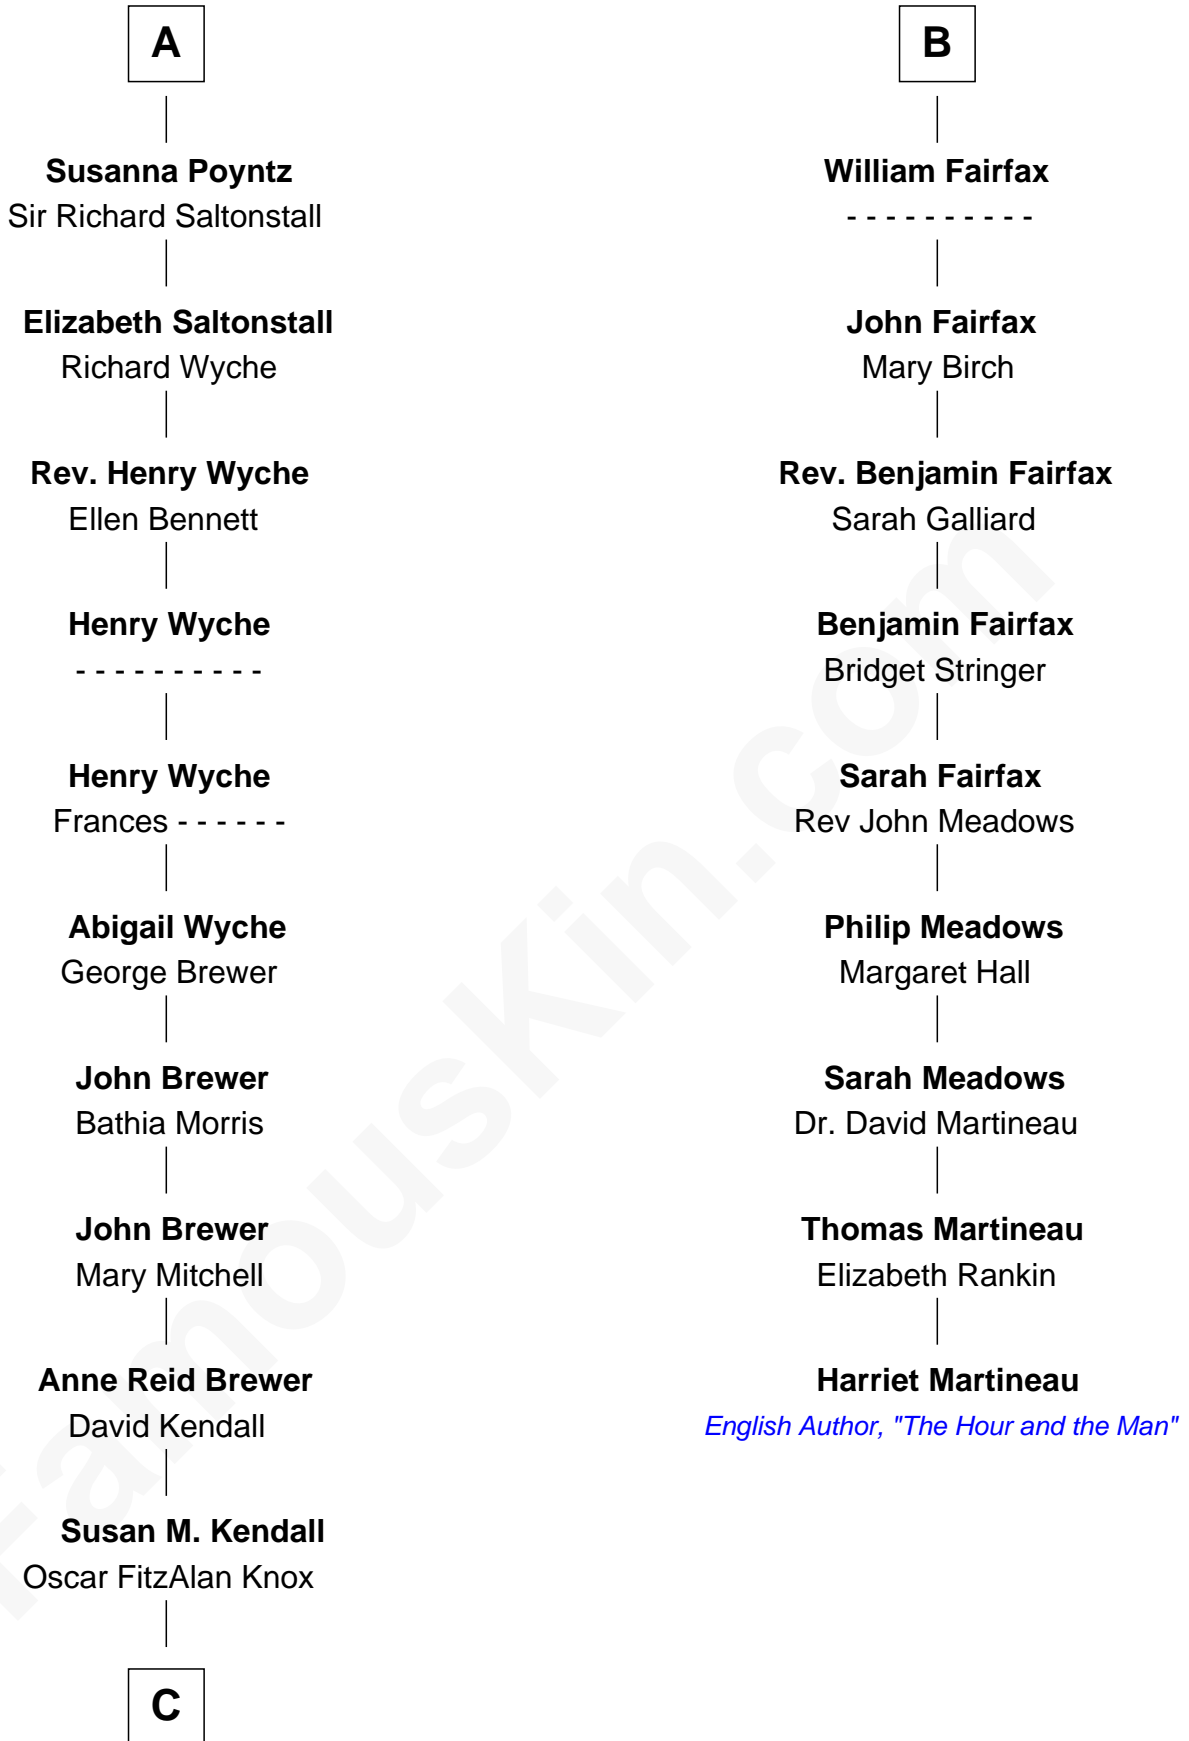 A
Susanna Poyntz
Sir Richard Saltonstall
Elizabeth Saltonstall
Richard Wyche
Rev. Henry Wyche
Ellen Bennett
Henry Wyche
- - - - - - - - - -
Henry Wyche
Frances - - - - - -
Abigail Wyche
George Brewer
John Brewer
Bathia Morris
John Brewer
Mary Mitchell
Anne Reid Brewer
David Kendall
Susan M. Kendall
Oscar FitzAlan Knox
C
B
William Fairfax
- - - - - - - - - -
John Fairfax
Mary Birch
Rev. Benjamin Fairfax
Sarah Galliard
Benjamin Fairfax
Bridget Stringer
Sarah Fairfax
Rev John Meadows
Philip Meadows
Margaret Hall
Sarah Meadows
Dr. David Martineau
Thomas Martineau
Elizabeth Rankin
Harriet Martineau
English Author, "The Hour and the Man"
FamousKin.com